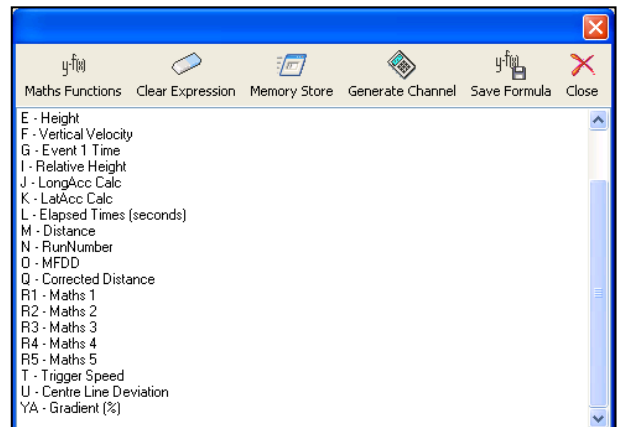 y-f(x) y-f(x)
Maths Functions Clear Expression Memory Store Generate Channel Save Formula Close
E - Height
F - Vertical Velocity
G - Event 1 Time
I - Relative Height
J - LongAcc Calc
K - LatAcc Calc
L - Elapsed Times (seconds)
M - Distance
N - RunNumber
O - MFDD
Q - Corrected Distance
R1 - Maths 1
R2 - Maths 2
R3 - Maths 3
R4 - Maths 4
R5 - Maths 5
T - Trigger Speed
U - Centre Line Deviation
YA - Gradient (%)